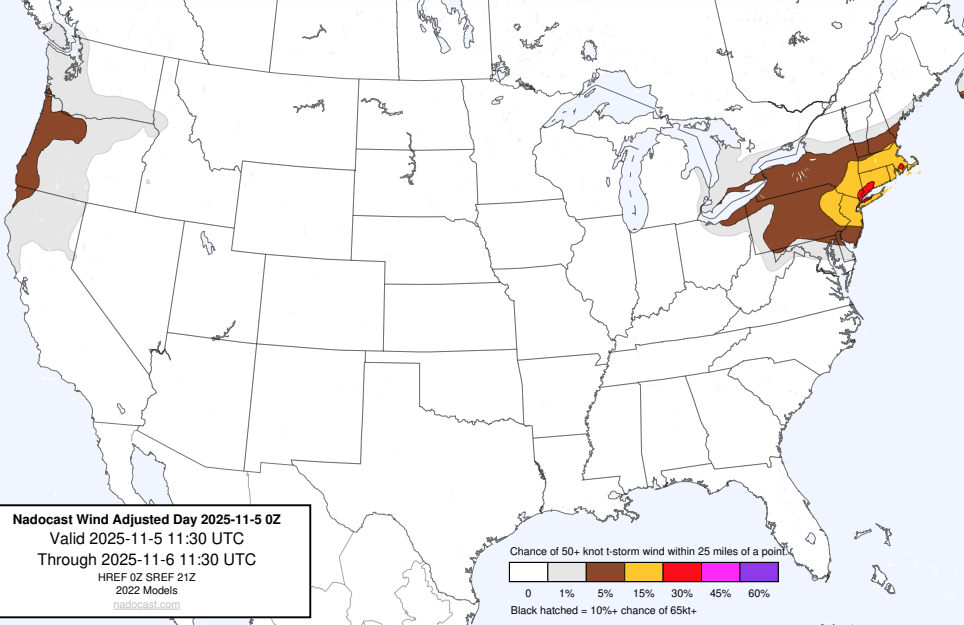 Nadocast Wind Adjusted Day 2025-11-5 0Z
Valid 2025-11-5 11:30 UTC
Through 2025-11-6 11:30 UTC
HREF 0Z SREF 21Z
2022 Models
nadocast.com
Chance of 50+ knot t-storm wind within 25 miles of a point.
0 1% 5% 15% 30% 45% 60%
Black hatched = 10%+ chance of 65kt+